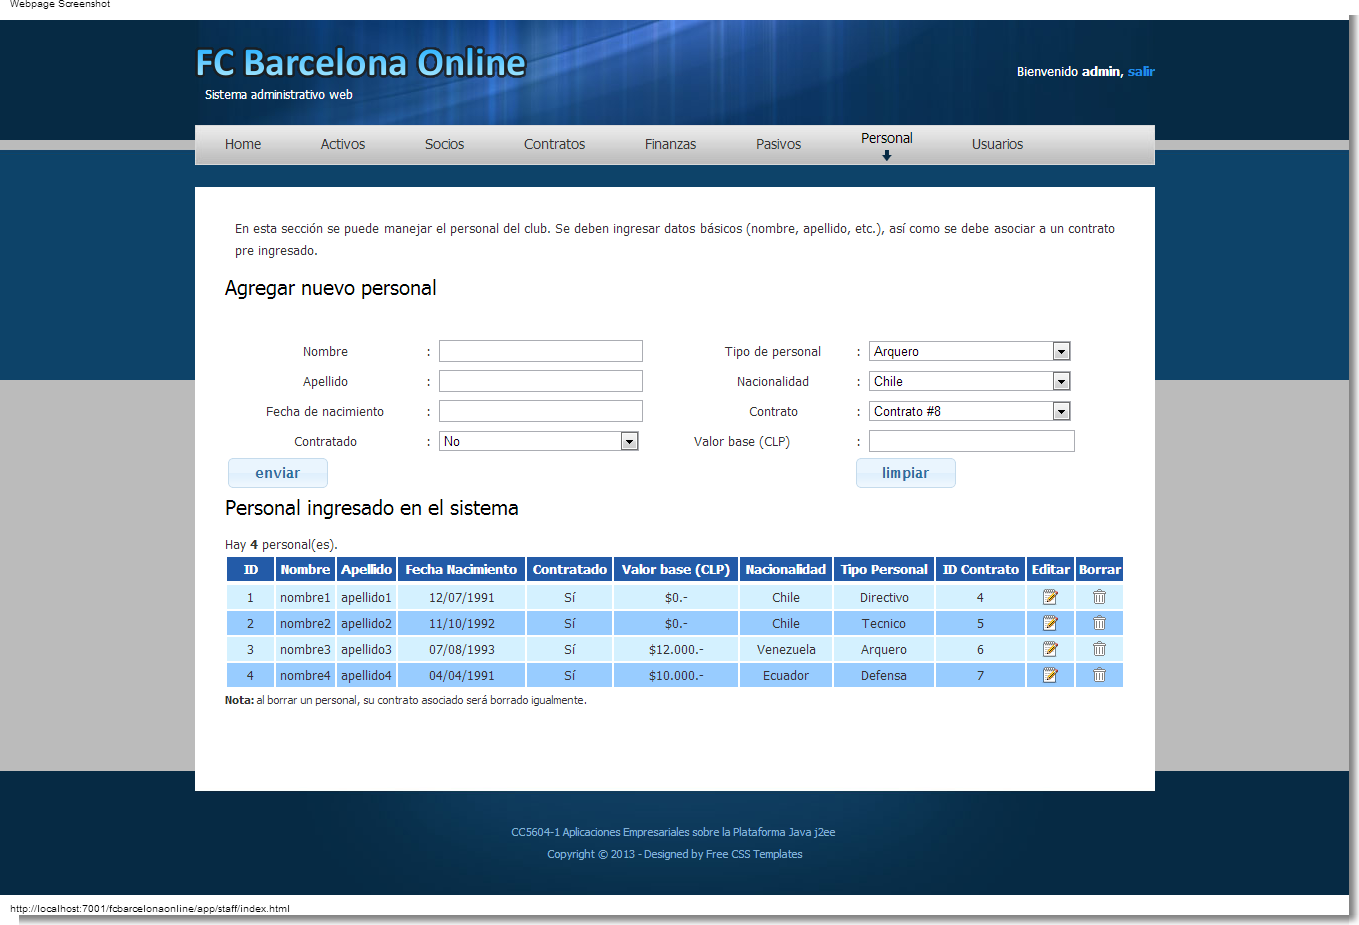 Webpage Screenshot
FC Barcelona Online
Sistema administrativo web
Bienvenido admin, salir
Home Activos Socios Contratos Finanzas Pasivos Personal Usuarios
En esta sección se puede manejar el personal del club. Se deben ingresar datos básicos (nombre, apellido, etc.), así como se debe asociar a un contrato
pre ingresado.
Agregar nuevo personal
Nombre : Tipo de personal : Arquero
Apellido : Nacionalidad : Chile
Fecha de nacimiento : Contrato : Contrato #8
Contratado : No Valor base (CLP) :
enviar limpiar
Personal ingresado en el sistema
Hay 4 personal(es).
ID Nombre Apellido Fecha Nacimiento Contratado Valor base (CLP) Nacionalidad Tipo Personal ID Contrato Editar Borrar
1 nombre1 apellido1 12/07/1991 Sí $0.- Chile Directivo 4
2 nombre2 apellido2 11/10/1992 Sí $0.- Chile Tecnico 5
3 nombre3 apellido3 07/08/1993 Sí $12.000.- Venezuela Arquero 6
4 nombre4 apellido4 04/04/1991 Sí $10.000.- Ecuador Defensa 7
Nota: al borrar un personal, su contrato asociado será borrado igualmente.
CC5604-1 Aplicaciones Empresariales sobre la Plataforma Java j2ee
Copyright © 2013 - Designed by Free CSS Templates
http://localhost:7001/fcbarcelonaonline/app/staff/index.html